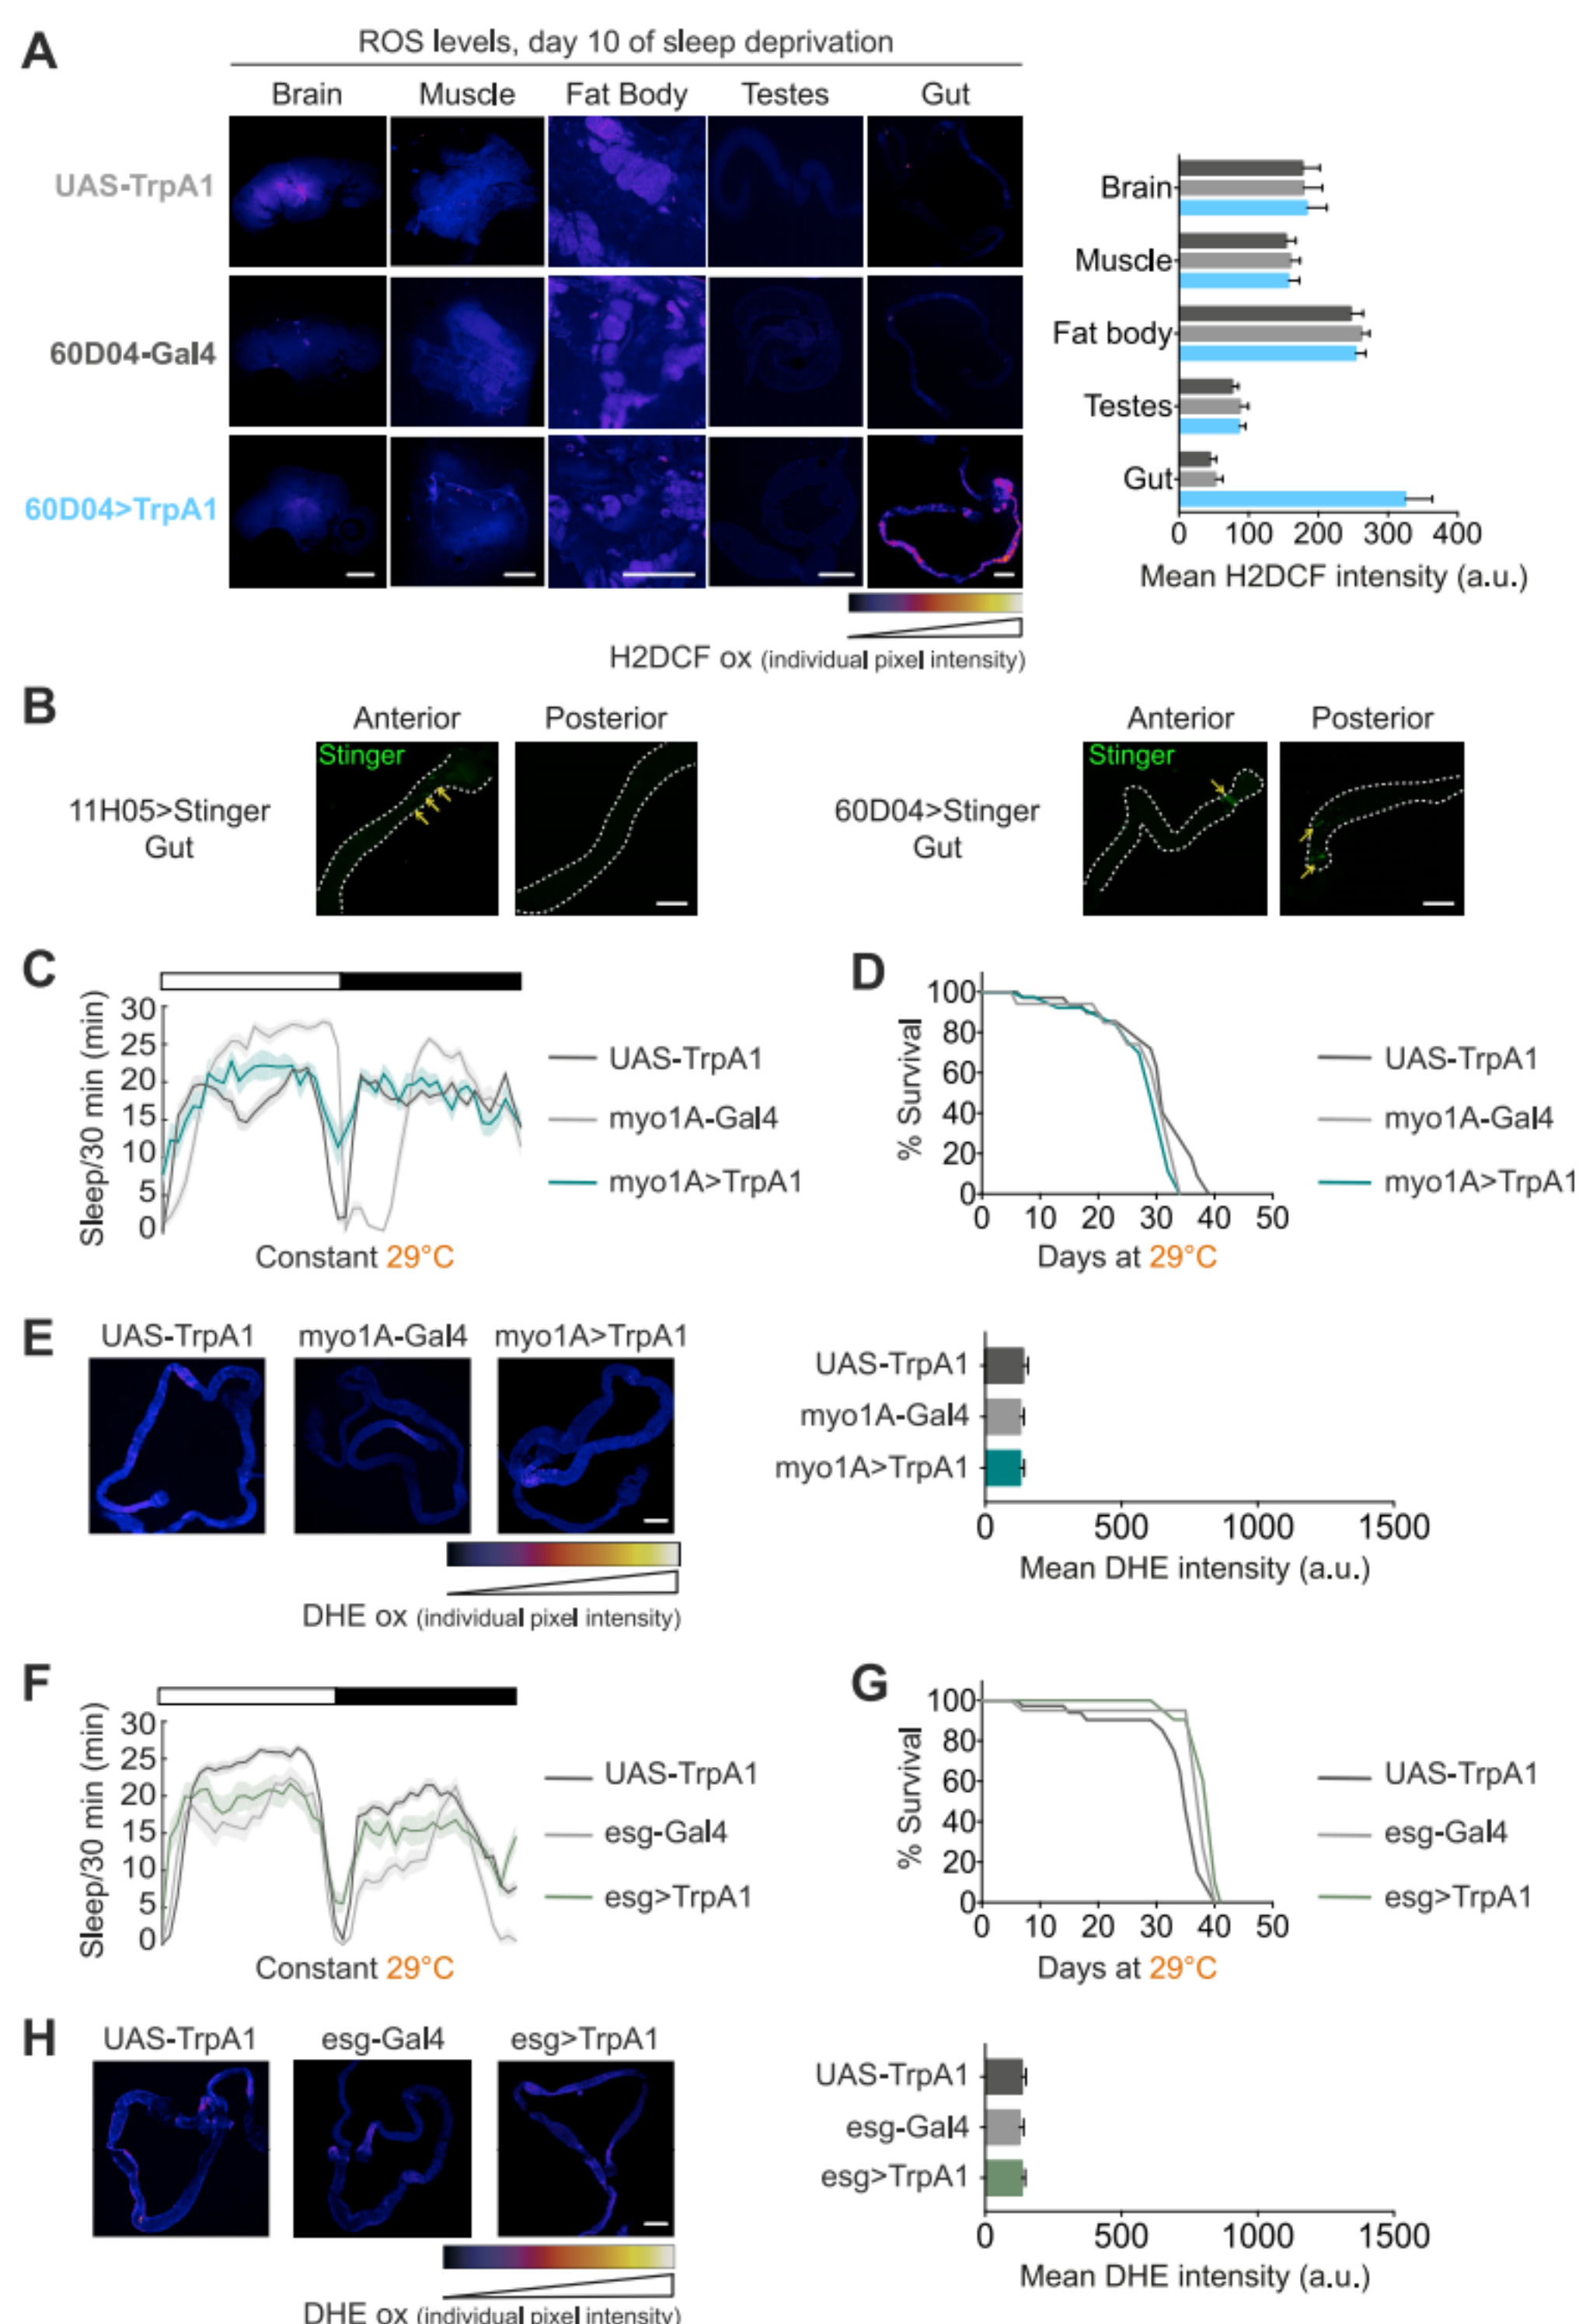 A
ROS levels, day 10 of sleep deprivation
Brain Muscle Fat Body Testes Gut
UAS-TrpA1
60D04-Gal4
60D04>TrpA1
H2DCF ox (individual pixel intensity)
Brain
Muscle
Fat body
Testes
Gut
0 100 200 300 400
Mean H2DCF intensity (a.u.)
B
Anterior Posterior
Stinger
11H05>Stinger
Gut
Anterior Posterior
Stinger
60D04>Stinger
Gut
C
Sleep/30 min (min)
30
25
20
15
10
5
0
Constant 29°C
UAS-TrpA1
myo1A-Gal4
myo1A>TrpA1
D
% Survival
100
80
60
40
20
0
0 10 20 30 40 50
Days at 29°C
UAS-TrpA1
myo1A-Gal4
myo1A>TrpA1
E
UAS-TrpA1 myo1A-Gal4 myo1A>TrpA1
DHE ox (individual pixel intensity)
UAS-TrpA1
myo1A-Gal4
myo1A>TrpA1
0 500 1000 1500
Mean DHE intensity (a.u.)
F
Sleep/30 min (min)
30
25
20
15
10
5
0
Constant 29°C
UAS-TrpA1
esg-Gal4
esg>TrpA1
G
% Survival
100
80
60
40
20
0
0 10 20 30 40 50
Days at 29°C
UAS-TrpA1
esg-Gal4
esg>TrpA1
H
UAS-TrpA1 esg-Gal4 esg>TrpA1
DHE ox (individual pixel intensity)
UAS-TrpA1
esg-Gal4
esg>TrpA1
0 500 1000 1500
Mean DHE intensity (a.u.)